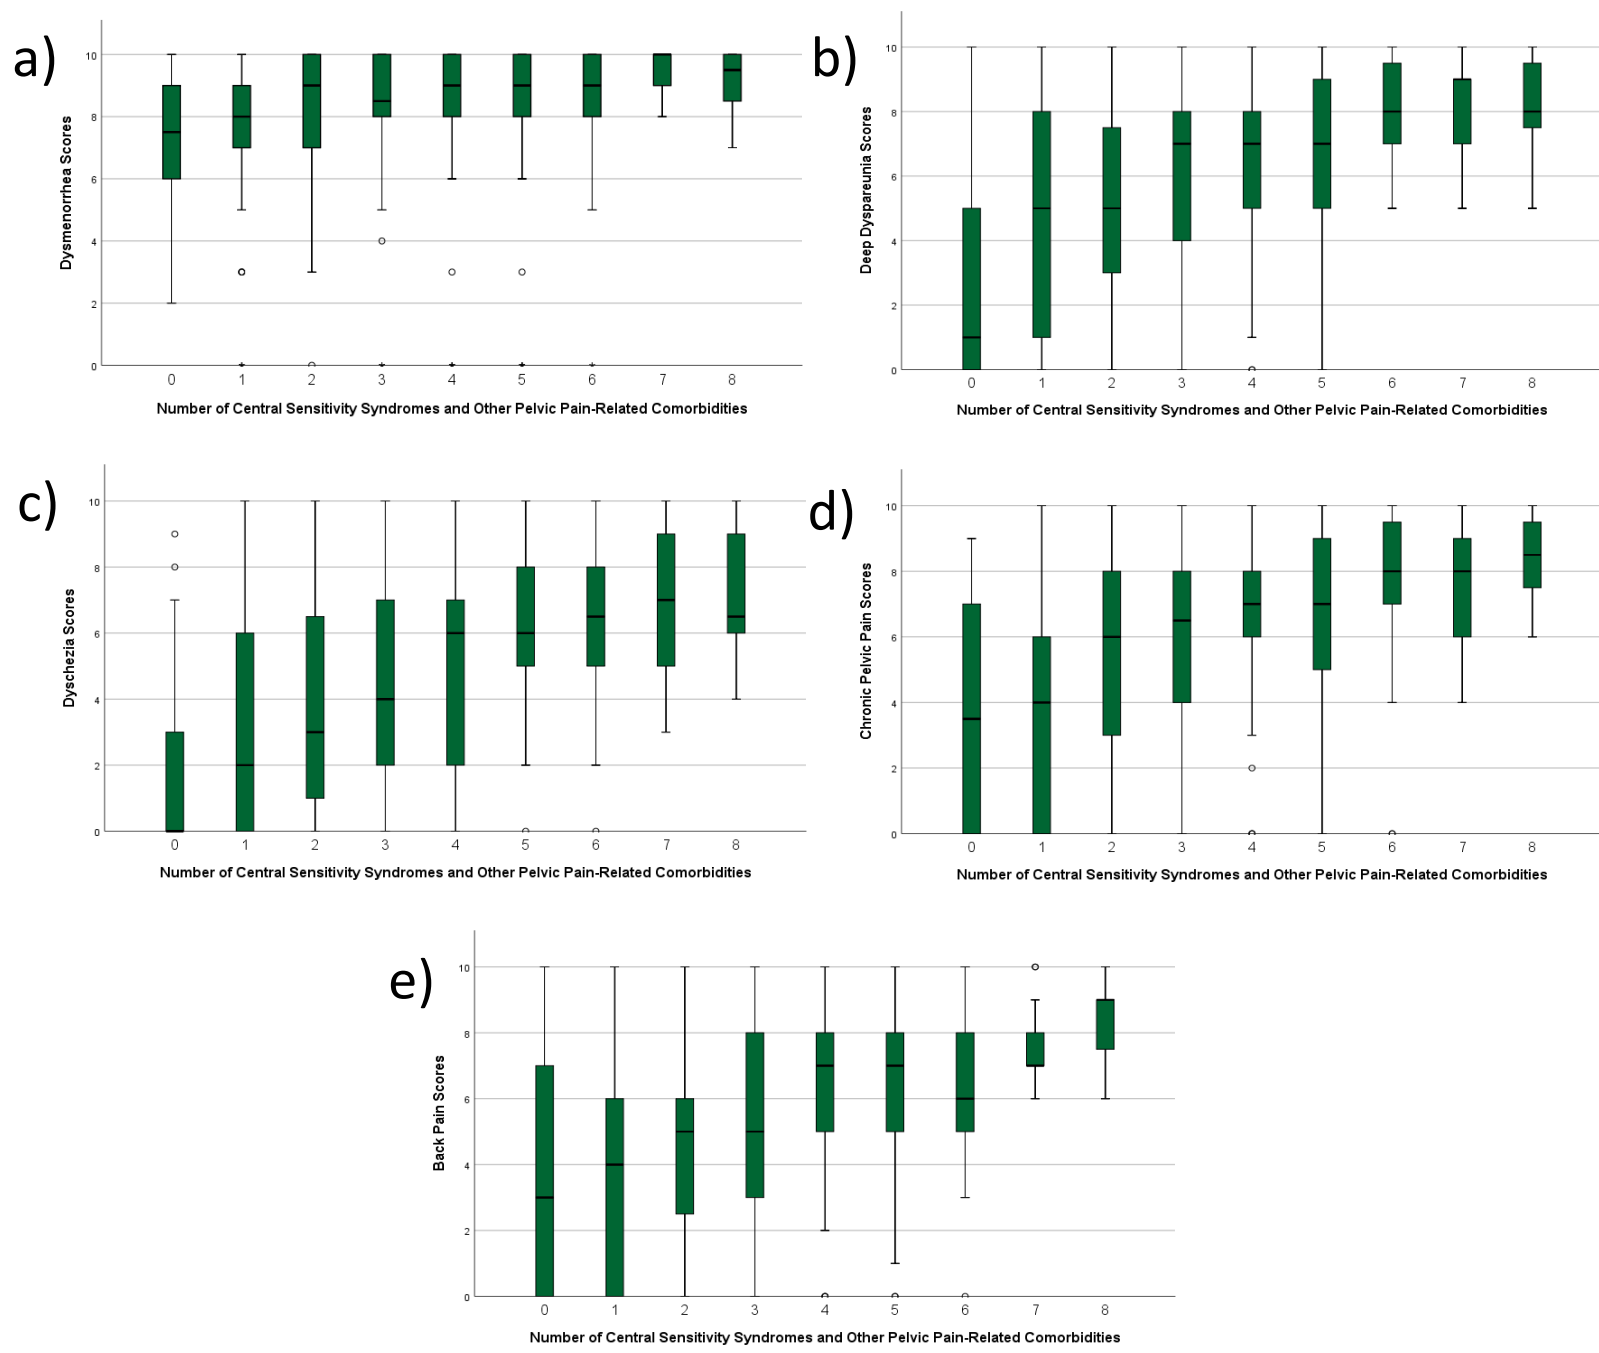 a)
Dysmenorrhea Scores
10
8
6
4
2
0
0 1 2 3 4 5 6 7 8
Number of Central Sensitivity Syndromes and Other Pelvic Pain-Related Comorbidities
b)
Deep Dyspareunia Scores
10
8
6
4
2
0
0 1 2 3 4 5 6 7 8
Number of Central Sensitivity Syndromes and Other Pelvic Pain-Related Comorbidities
c)
Dyschezia Scores
10
8
6
4
2
0
0 1 2 3 4 5 6 7 8
Number of Central Sensitivity Syndromes and Other Pelvic Pain-Related Comorbidities
d)
Chronic Pelvic Pain Scores
10
8
6
4
2
0
0 1 2 3 4 5 6 7 8
Number of Central Sensitivity Syndromes and Other Pelvic Pain-Related Comorbidities
e)
Back Pain Scores
10
8
6
4
2
0
0 1 2 3 4 5 6 7 8
Number of Central Sensitivity Syndromes and Other Pelvic Pain-Related Comorbidities